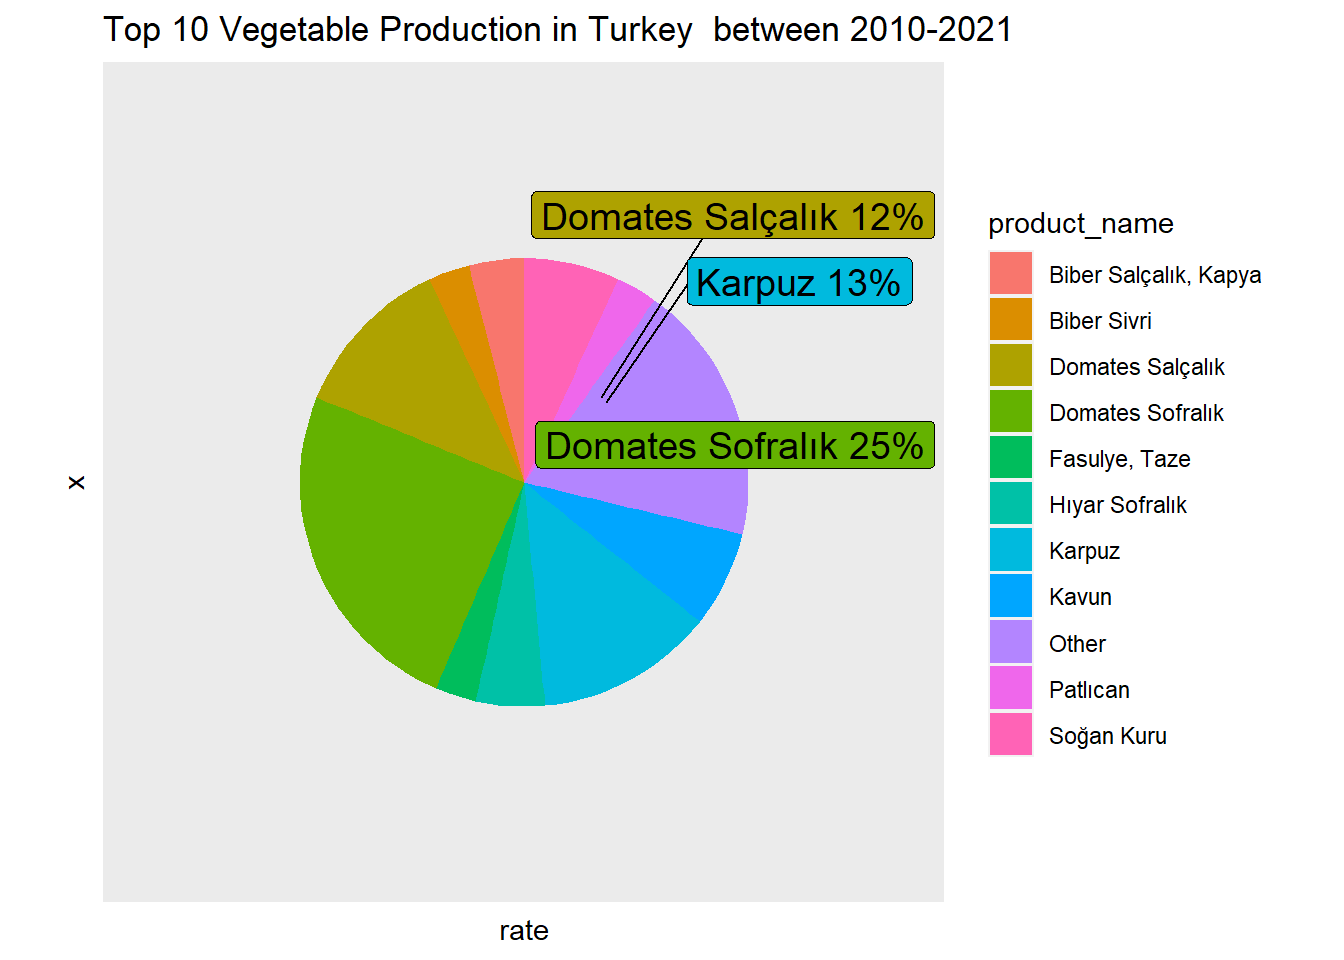 Top 10 Vegetable Production in Turkey  between 2010-2021
Domates Salçalık 12%
Karpuz 13%
Domates Sofralık 25%
x
rate
product_name
Biber Salçalık, Kapya
Biber Sivri
Domates Salçalık
Domates Sofralık
Fasulye, Taze
Hıyar Sofralık
Karpuz
Kavun
Other
Patlıcan
Soğan Kuru